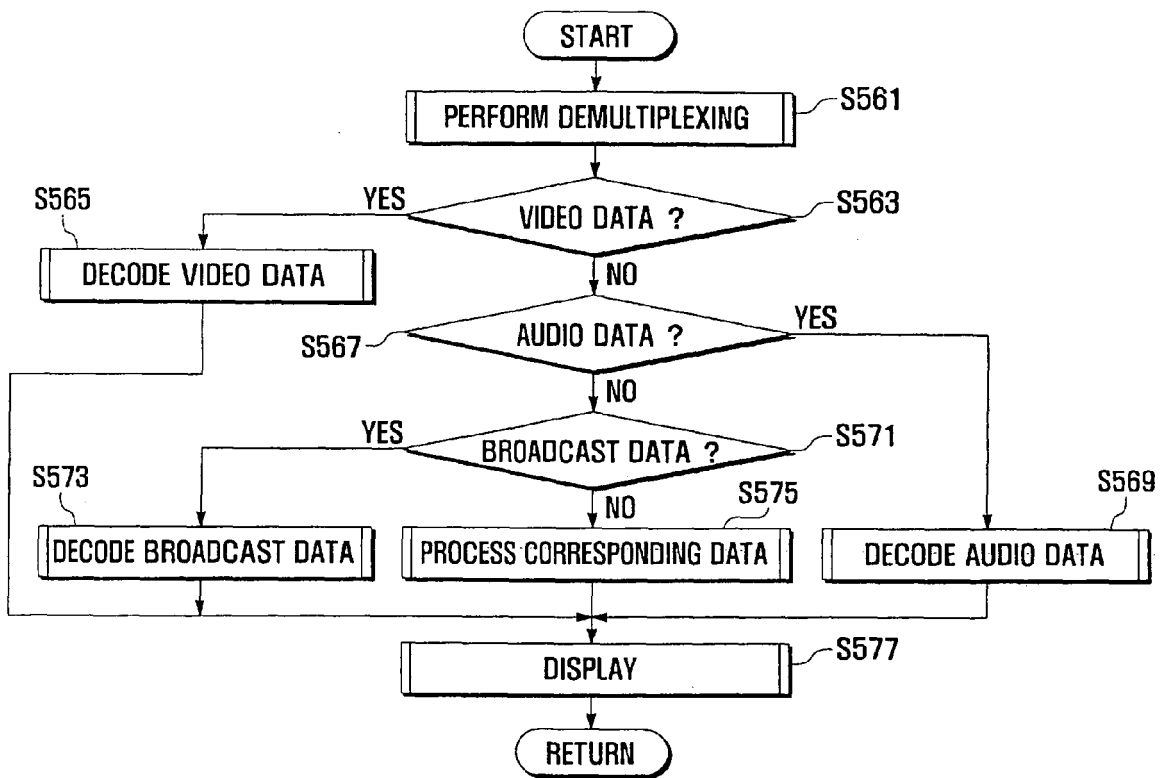 START
PERFORM DEMULTIPLEXING
S561
VIDEO DATA ?
S563
YES
S565
DECODE VIDEO DATA
NO
AUDIO DATA ?
S567
YES
NO
BROADCAST DATA ?
S571
YES
S573
NO
S575
S569
DECODE BROADCAST DATA
PROCESS CORRESPONDING DATA
DECODE AUDIO DATA
DISPLAY
S577
RETURN